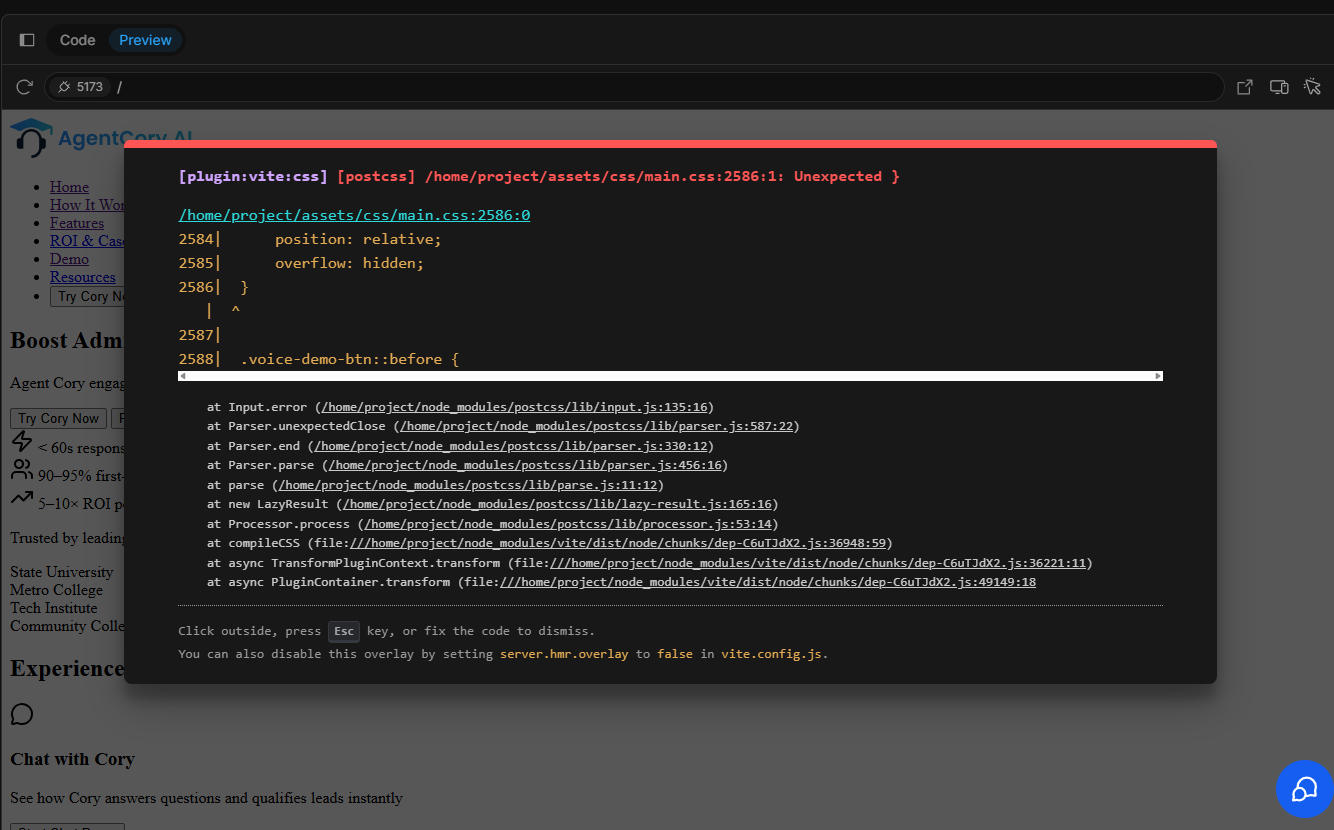 Code Preview
5173 /
AgentCory AI
Home
How It Wor
Features
ROI & Cas
Demo
Resources
Try Cory N
Boost Adm
Agent Cory engag
Try Cory Now
< 60s respons
90–95% first-
5–10× ROI p
Trusted by leading
State University
Metro College
Tech Institute
Community Colle
Experience
Chat with Cory
See how Cory answers questions and qualifies leads instantly
[plugin:vite:css] [postcss] /home/project/assets/css/main.css:2586:1: Unexpected }
/home/project/assets/css/main.css:2586:0
2584|      position: relative;
2585|      overflow: hidden;
2586|  }
|  ^
2587|
2588|  .voice-demo-btn::before {
at Input.error (/home/project/node_modules/postcss/lib/input.js:135:16)
at Parser.unexpectedClose (/home/project/node_modules/postcss/lib/parser.js:587:22)
at Parser.end (/home/project/node_modules/postcss/lib/parser.js:330:12)
at Parser.parse (/home/project/node_modules/postcss/lib/parser.js:456:16)
at parse (/home/project/node_modules/postcss/lib/parse.js:11:12)
at new LazyResult (/home/project/node_modules/postcss/lib/lazy-result.js:165:16)
at Processor.process (/home/project/node_modules/postcss/lib/processor.js:53:14)
at compileCSS (file:///home/project/node_modules/vite/dist/node/chunks/dep-C6uTJdX2.js:36948:59)
at async TransformPluginContext.transform (file:///home/project/node_modules/vite/dist/node/chunks/dep-C6uTJdX2.js:36221:11)
at async PluginContainer.transform (file:///home/project/node_modules/vite/dist/node/chunks/dep-C6uTJdX2.js:49149:18
Click outside, press Esc key, or fix the code to dismiss.
You can also disable this overlay by setting server.hmr.overlay to false in vite.config.js.